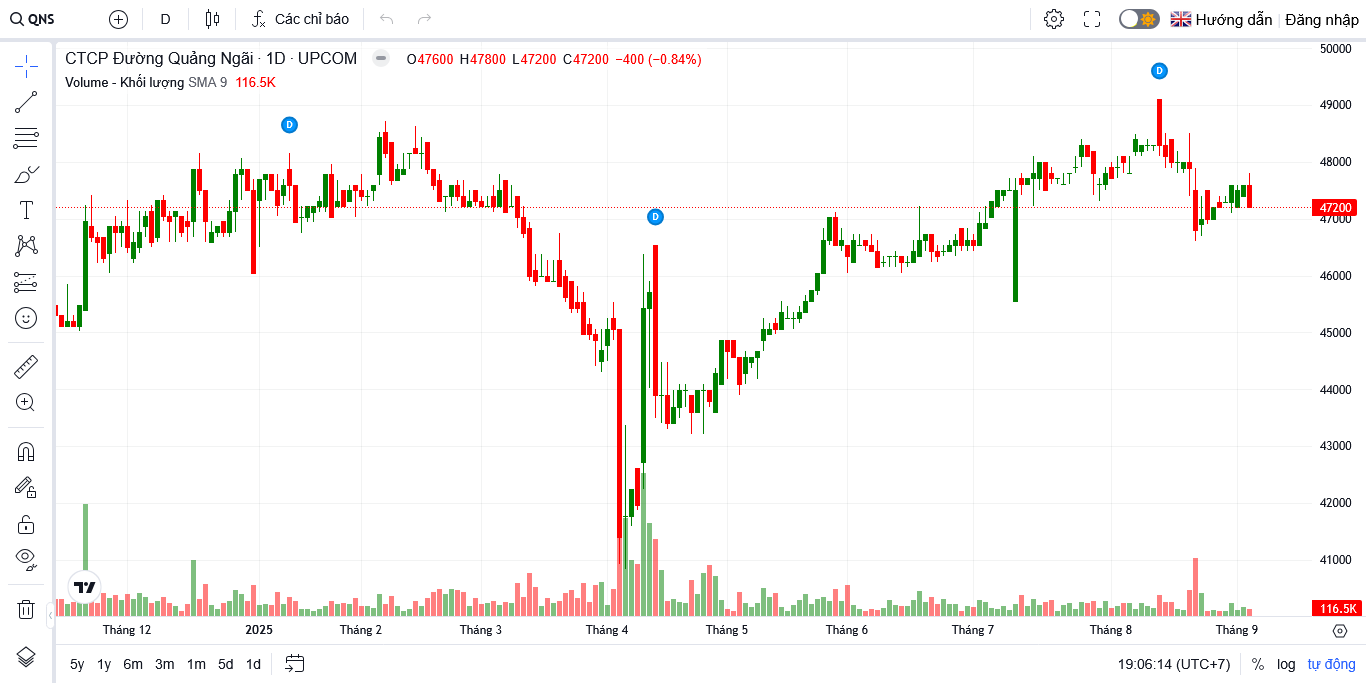 QNS D Các chỉ báo Hướng dẫn Đăng nhập
CTCP Đường Quảng Ngãi · 1D · UPCOM O47600 H47800 L47200 C47200 −400 (−0.84%)
Volume - Khối lượng SMA 9 116.5K
D
D
D
T
50000
49000
48000
47200
47000
46000
45000
44000
43000
42000
41000
116.5K
Tháng 12 2025 Tháng 2 Tháng 3 Tháng 4 Tháng 5 Tháng 6 Tháng 7 Tháng 8 Tháng 9
5y 1y 6m 3m 1m 5d 1d 19:06:14 (UTC+7) % log tự động